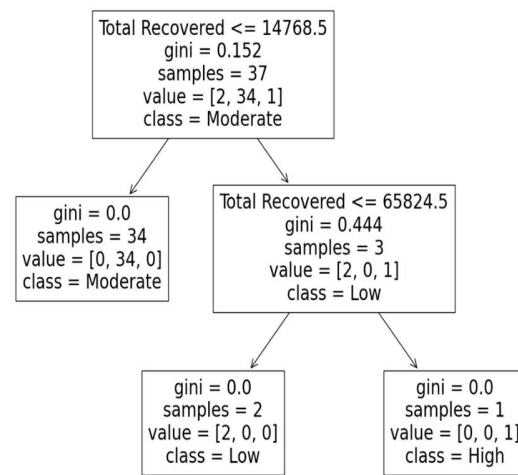 Total Recovered <= 14768.5
gini = 0.152
samples = 37
value = [2, 34, 1]
class = Moderate
gini = 0.0
samples = 34
value = [0, 34, 0]
class = Moderate
Total Recovered <= 65824.5
gini = 0.444
samples = 3
value = [2, 0, 1]
class = Low
gini = 0.0
samples = 2
value = [2, 0, 0]
class = Low
gini = 0.0
samples = 1
value = [0, 0, 1]
class = High